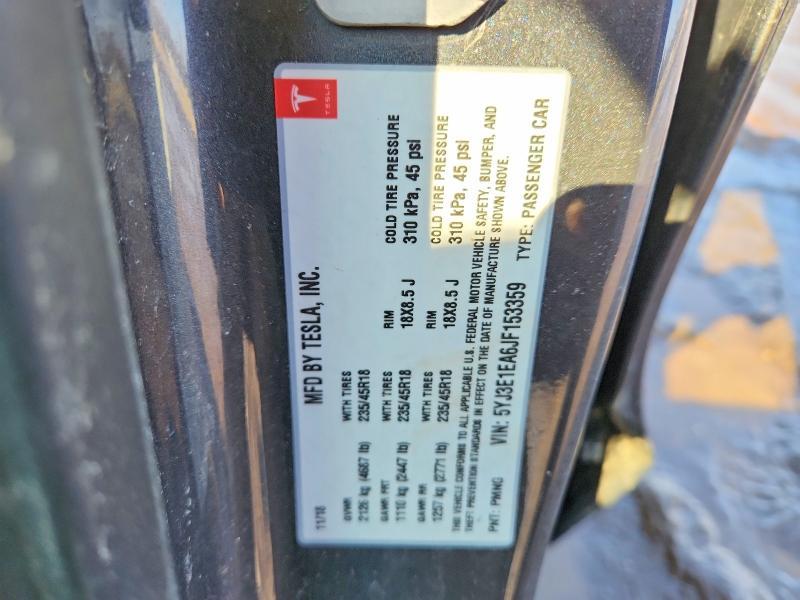 TESLA
MFD BY TESLA, INC.
11/18
GVWR WITH TIRES RIM COLD TIRE PRESSURE
2126 kg (4687 lb) 235/45R18 18X8.5 J 310 kPa, 45 psi
GAWR FRT WITH TIRES RIM COLD TIRE PRESSURE
1110 kg (2447 lb) 235/45R18 18X8.5 J 310 kPa, 45 psi
GAWR RR WITH TIRES
1257 kg (2771 lb) 235/45R18
THIS VEHICLE CONFORMS TO ALL APPLICABLE U.S. FEDERAL MOTOR VEHICLE SAFETY, BUMPER, AND
THEFT PREVENTION STANDARDS IN EFFECT ON THE DATE OF MANUFACTURE SHOWN ABOVE.
PNT: PMNG VIN: 5YJ3E1EA6JF153359 TYPE: PASSENGER CAR